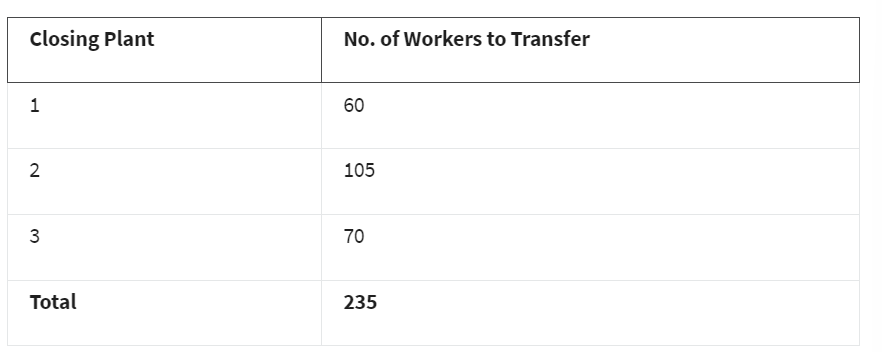 Closing Plant No. of Workers to Transfer
1 60
2 105
3 70
Total 235